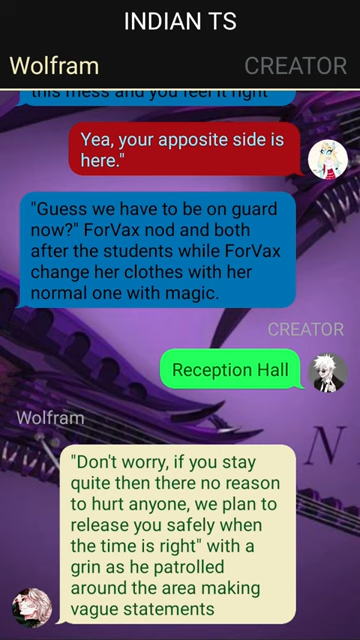 INDIAN TS
Wolfram CREATOR
this mess and you feel it right
Yea, your apposite side is
here."
"Guess we have to be on guard
now?" ForVax nod and both
after the students while ForVax
change her clothes with her
normal one with magic.
CREATOR
Reception Hall
Wolfram
N
"Don't worry, if you stay
quite then there no reason
to hurt anyone, we plan to
release you safely when
the time is right" with a
grin as he patrolled
around the area making
vague statements